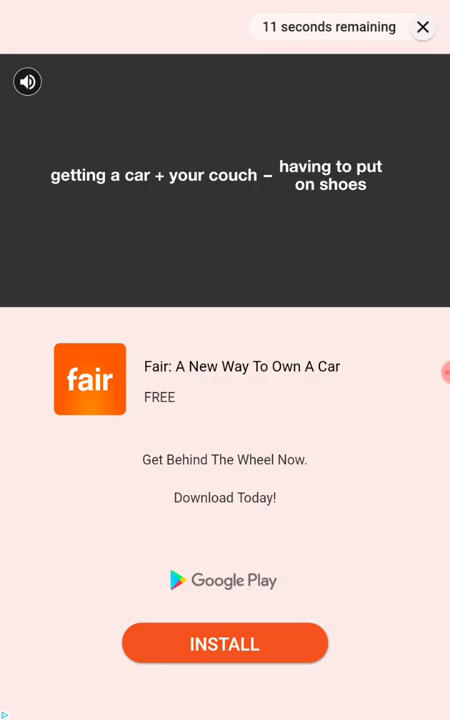 11 seconds remaining
getting a car + your couch – having to put
on shoes
fair
Fair: A New Way To Own A Car
FREE
Get Behind The Wheel Now.
Download Today!
Google Play
INSTALL